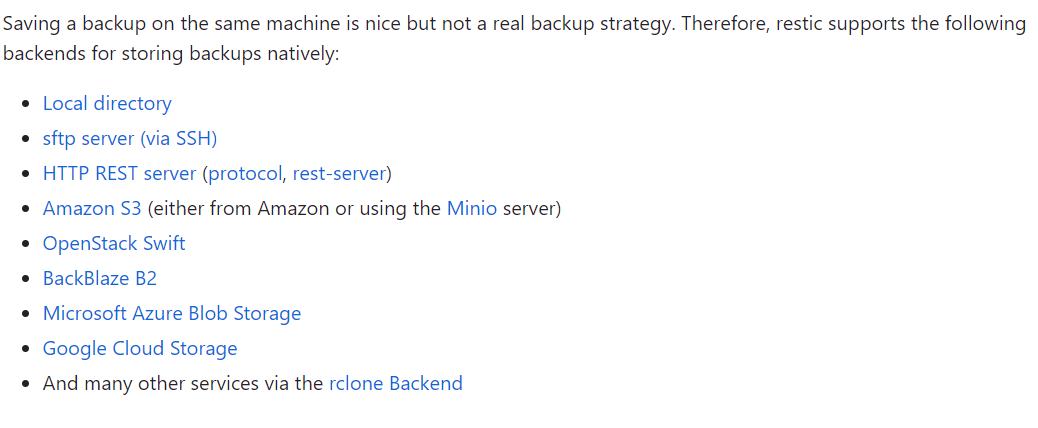 Saving a backup on the same machine is nice but not a real backup strategy. Therefore, restic supports the following
backends for storing backups natively:
• Local directory
• sftp server (via SSH)
• HTTP REST server (protocol, rest-server)
• Amazon S3 (either from Amazon or using the Minio server)
• OpenStack Swift
• BackBlaze B2
• Microsoft Azure Blob Storage
• Google Cloud Storage
• And many other services via the rclone Backend